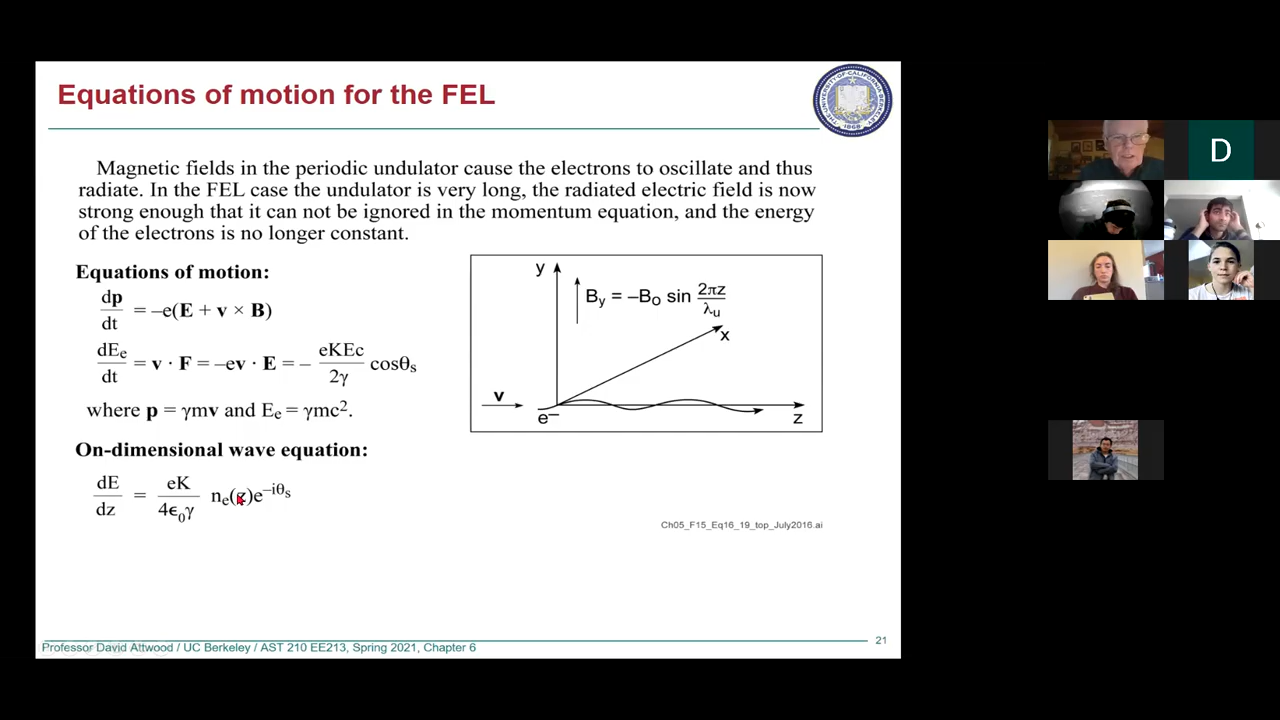 Equations of motion for the FEL
Magnetic fields in the periodic undulator cause the electrons to oscillate and thus
radiate. In the FEL case the undulator is very long, the radiated electric field is now
strong enough that it can not be ignored in the momentum equation, and the energy
of the electrons is no longer constant.
Equations of motion:
dp/dt = –e(E + v × B)
dEₑ/dt = v · F = –ev · E = – eKEc/2γ cosθₛ
where p = γmv and Eₑ = γmc².
On-dimensional wave equation:
dE/dz = eK/4ϵ₀γ nₑ(z)e^–iθₛ
y
B_y = –B₀ sin 2πz/λᵤ
x
v
e–
z
Ch05_F15_Eq16_19_top_July2016.ai
Professor David Attwood / UC Berkeley / AST 210 EE213, Spring 2021, Chapter 6
21
D